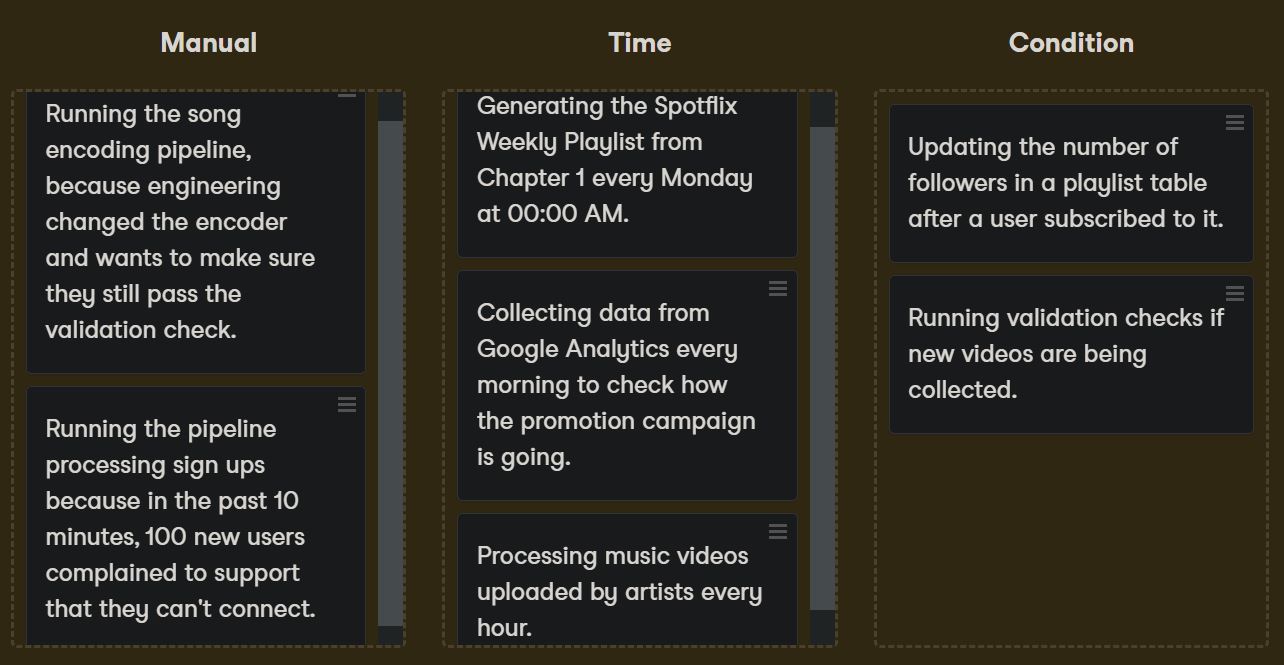 Manual
Time
Condition
Running the song
encoding pipeline,
because engineering
changed the encoder
and wants to make sure
they still pass the
validation check.
Running the pipeline
processing sign ups
because in the past 10
minutes, 100 new users
complained to support
that they can't connect.
Generating the Spotflix
Weekly Playlist from
Chapter 1 every Monday
at 00:00 AM.
Collecting data from
Google Analytics every
morning to check how
the promotion campaign
is going.
Processing music videos
uploaded by artists every
hour.
Updating the number of
followers in a playlist table
after a user subscribed to it.
Running validation checks if
new videos are being
collected.